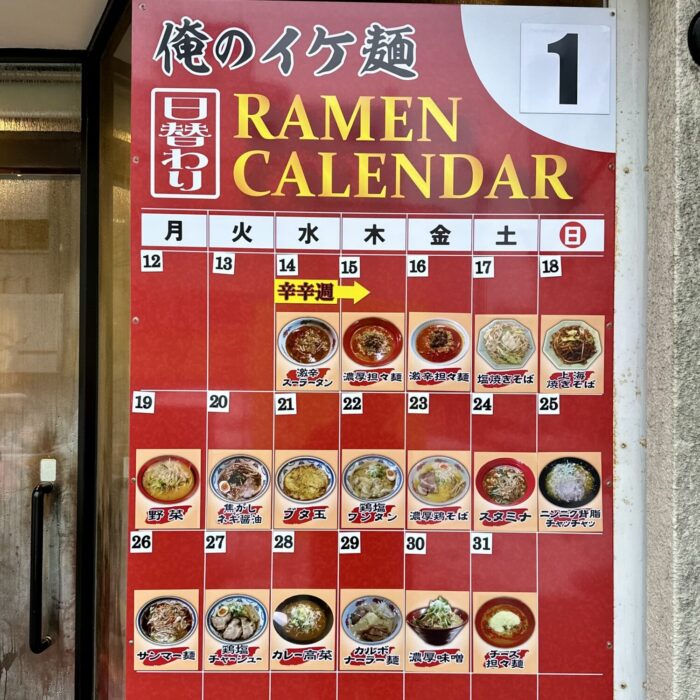 俺のイケ麺
1
日替わり
RAMEN
CALENDAR
月 火 水 木 金 土 日
12 13 14 15 16 17 18
辛辛週
激辛
スーラータン
濃厚担々麺
激辛担々麺
塩焼きそば
上海
焼きそば
19 20 21 22 23 24 25
野菜
焦がし
ネギ醤油
ブタ玉
鶏塩
ワンタン
濃厚鶏そば
スタミナ
ニンニク背脂
チャッチャッ
26 27 28 29 30 31
サンマー麺
鶏塩
チャーシュー
カレー高菜
カルボ
ナーラー麺
濃厚味噌
チーズ
担々麺